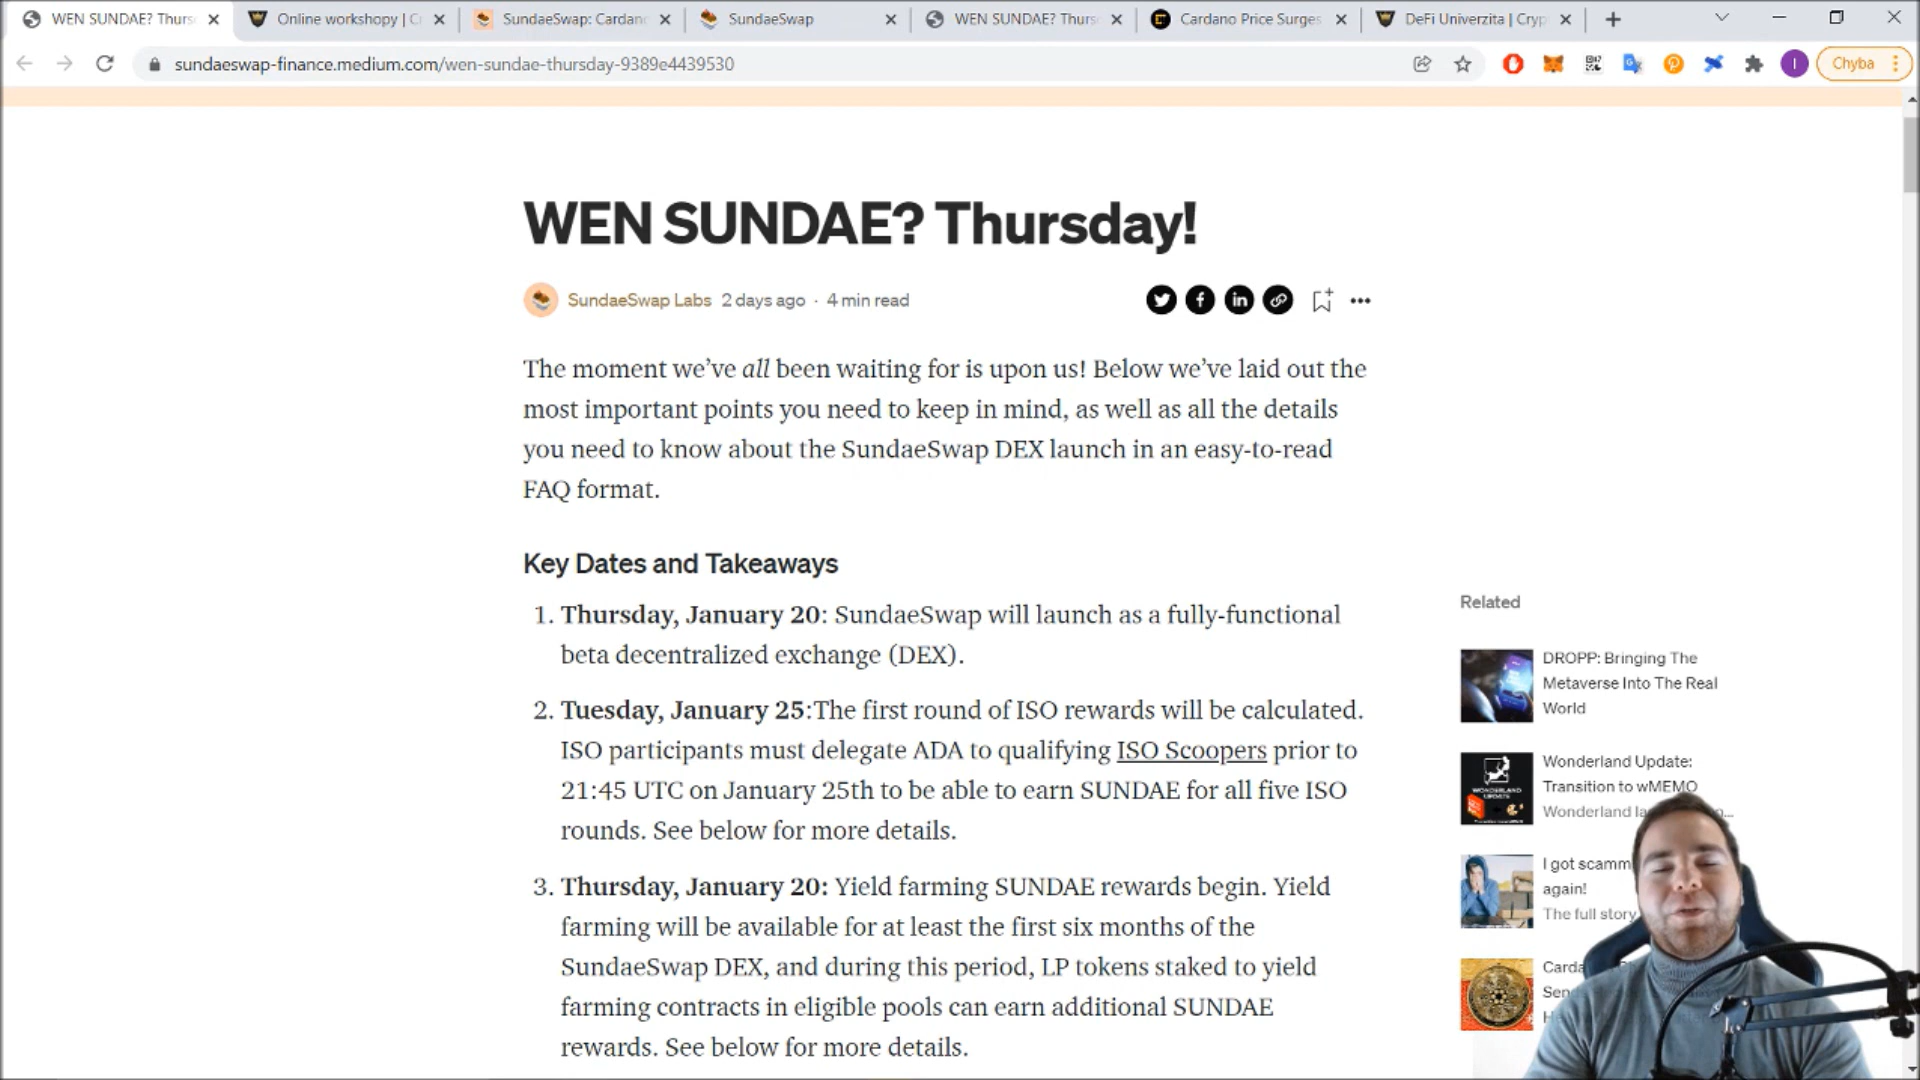 WEN SUNDAE? Thurs
Online workshopy | C
SundaeSwap: Cardano
SundaeSwap
WEN SUNDAE? Thurs
Cardano Price Surges
DeFi Univerzita | Cryp
sundaeswap-finance.medium.com/wen-sundae-thursday-9389e4439530
I
Chyba
WEN SUNDAE? Thursday!
SundaeSwap Labs 2 days ago · 4 min read
The moment we’ve all been waiting for is upon us! Below we’ve laid out the
most important points you need to keep in mind, as well as all the details
you need to know about the SundaeSwap DEX launch in an easy-to-read
FAQ format.
Key Dates and Takeaways
1. Thursday, January 20: SundaeSwap will launch as a fully-functional
beta decentralized exchange (DEX).
2. Tuesday, January 25:The first round of ISO rewards will be calculated.
ISO participants must delegate ADA to qualifying ISO Scoopers prior to
21:45 UTC on January 25th to be able to earn SUNDAE for all five ISO
rounds. See below for more details.
3. Thursday, January 20: Yield farming SUNDAE rewards begin. Yield
farming will be available for at least the first six months of the
SundaeSwap DEX, and during this period, LP tokens staked to yield
farming contracts in eligible pools can earn additional SUNDAE
rewards. See below for more details.
Related
DROPP: Bringing The
Metaverse Into The Real
World
Wonderland Update:
Transition to wMEMO
Wonderland la
WONDERLAND
UPDATE
I got scamm
again!
The full story
Carda
Sen